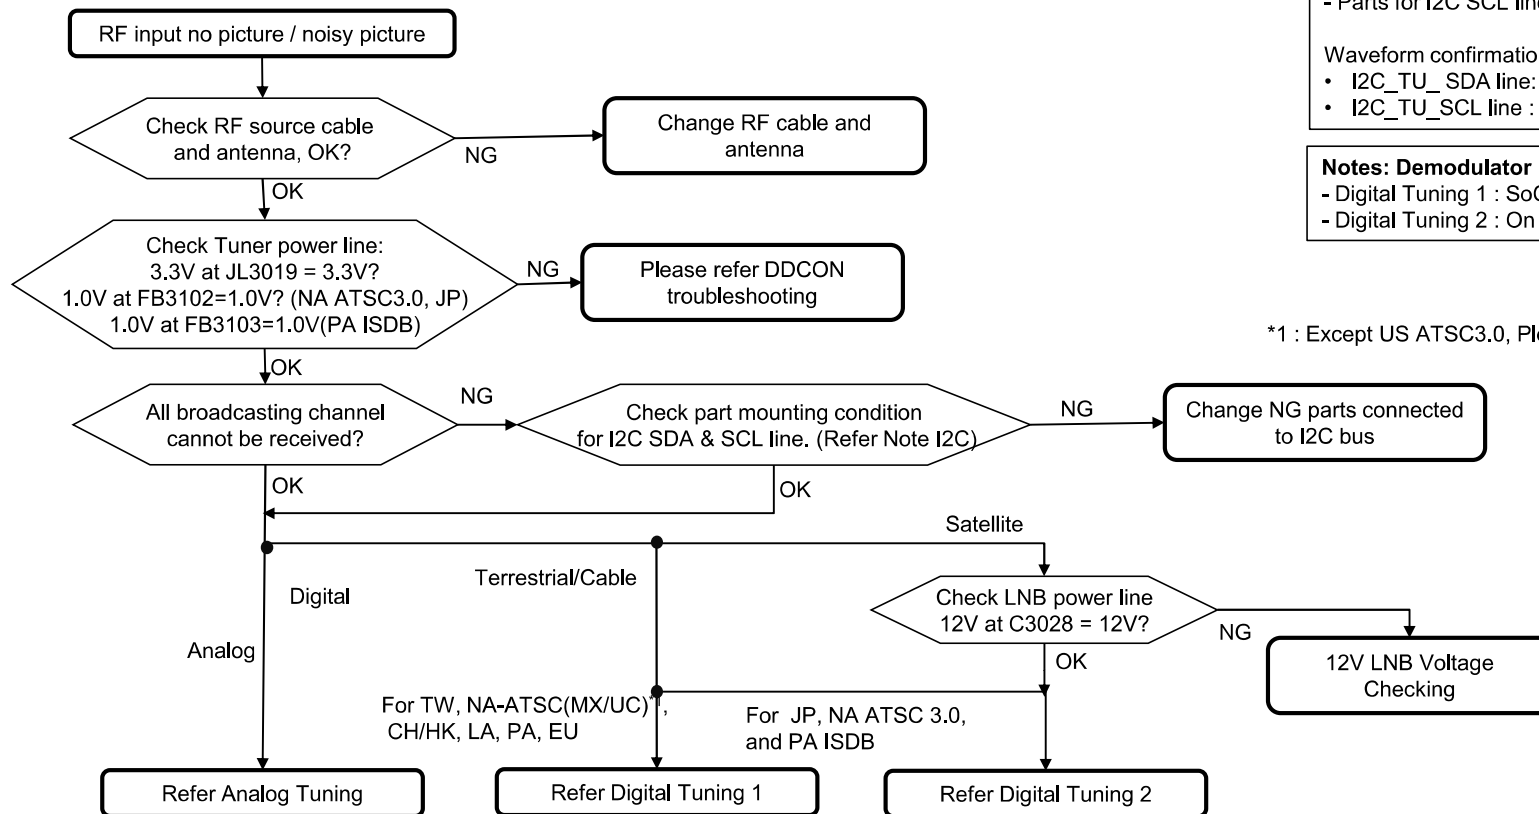 RF input no picture / noisy picture
Check RF source cable
and antenna, OK?
NG
Change RF cable and
antenna
OK
Check Tuner power line:
3.3V at JL3019 = 3.3V?
1.0V at FB3102=1.0V? (NA ATSC3.0, JP)
1.0V at FB3103=1.0V(PA ISDB)
NG
Please refer DDCON
troubleshooting
OK
All broadcasting channel
cannot be received?
NG
Check part mounting condition
for I2C SDA & SCL line. (Refer Note I2C)
NG
Change NG parts connected
to I2C bus
OK
OK
Satellite
Terrestrial/Cable
Digital
Analog
Check LNB power line
12V at C3028 = 12V?
NG
OK
12V LNB Voltage
Checking
For TW, NA-ATSC(MX/UC)*1,
CH/HK, LA, PA, EU
For JP, NA ATSC 3.0,
and PA ISDB
Refer Analog Tuning
Refer Digital Tuning 1
Refer Digital Tuning 2
- Parts for I2C SCL line
Waveform
• I2C_TU_ SDA line:
• I2C_TU_SCL line :
Notes: Demodulator
- Digital Tuning 1 :
- Digital Tuning 2 : On
*1 : Except US ATSC3.0,